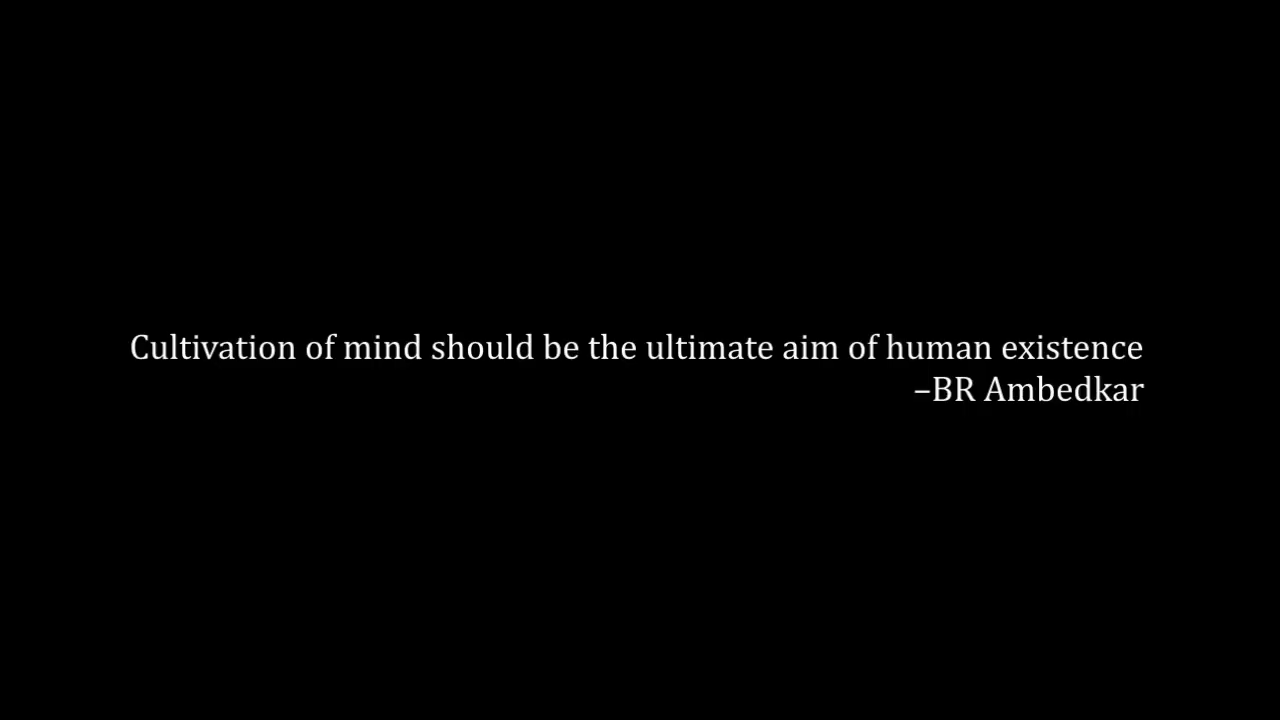 Cultivation of mind should be the ultimate aim of human existence
–BR Ambedkar